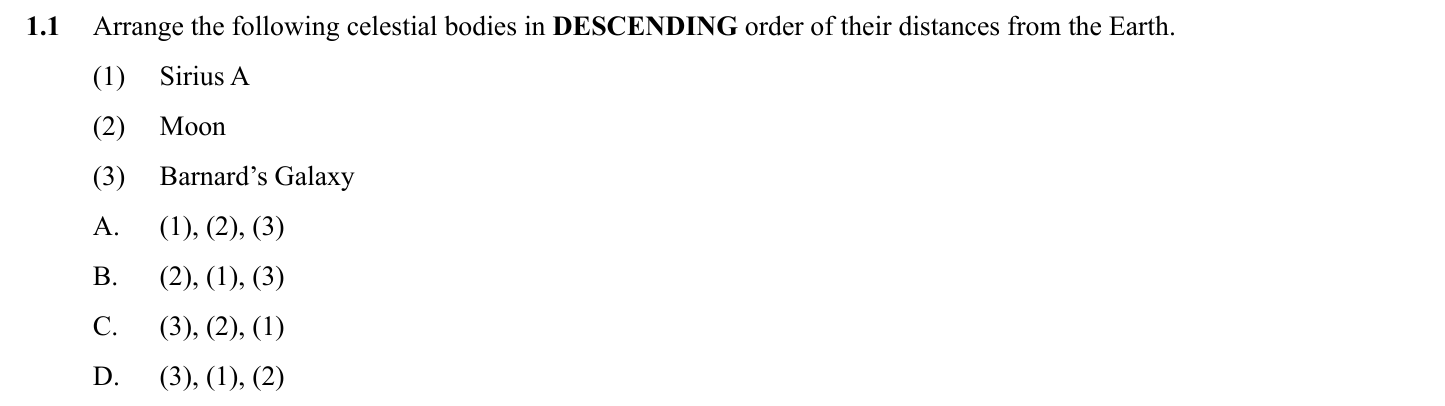 1.1 Arrange the following celestial bodies in DESCENDING order of their distances from the Earth.
(1) Sirius A
(2) Moon
(3) Barnard’s Galaxy
A. (1), (2), (3)
B. (2), (1), (3)
C. (3), (2), (1)
D. (3), (1), (2)